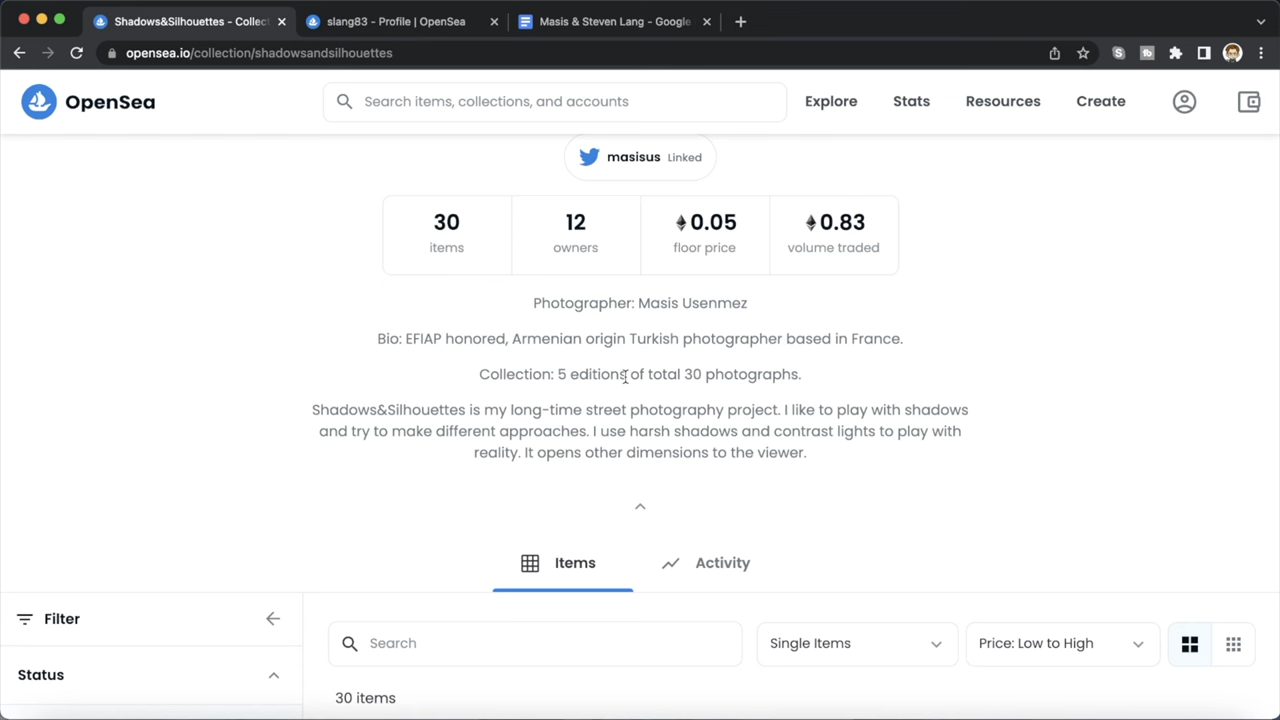 Shadows&Silhouettes - Collect
slang83 - Profile | OpenSea
Masis & Steven Lang - Google
opensea.io/collection/shadowsandsilhouettes
OpenSea
Search items, collections, and accounts
Explore
Stats
Resources
Create
masisus Linked
30
items
12
owners
0.05
floor price
0.83
volume traded
Photographer: Masis Usenmez
Bio: EFIAP honored, Armenian origin Turkish photographer based in France.
Collection: 5 editions of total 30 photographs.
Shadows&Silhouettes is my long-time street photography project. I like to play with shadows
and try to make different approaches. I use harsh shadows and contrast lights to play with
reality. It opens other dimensions to the viewer.
Items
Activity
Filter
Search
Single Items
Price: Low to High
Status
30 items